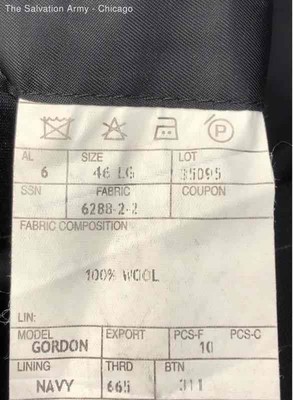 The Salvation Army - Chicago
P
AL SIZE LOT
6 46 LG 35095
SSN FABRIC COUPON
6288-2-2
FABRIC COMPOSITION
100% WOOL
LIN:
MODEL EXPORT PCS-F PCS-C
GORDON 10
LINING THRD BTN
NAVY 665 311